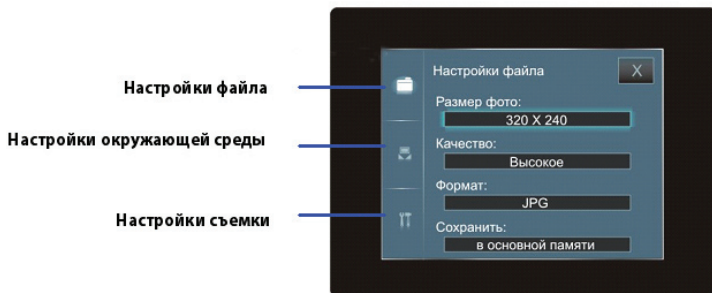 Настройки файла
Настройки окружающей среды
Настройки съемки
Настройки файла X
Размер фото:
320 X 240
Качество:
Высокое
Формат:
JPG
Сохранить:
в основной памяти